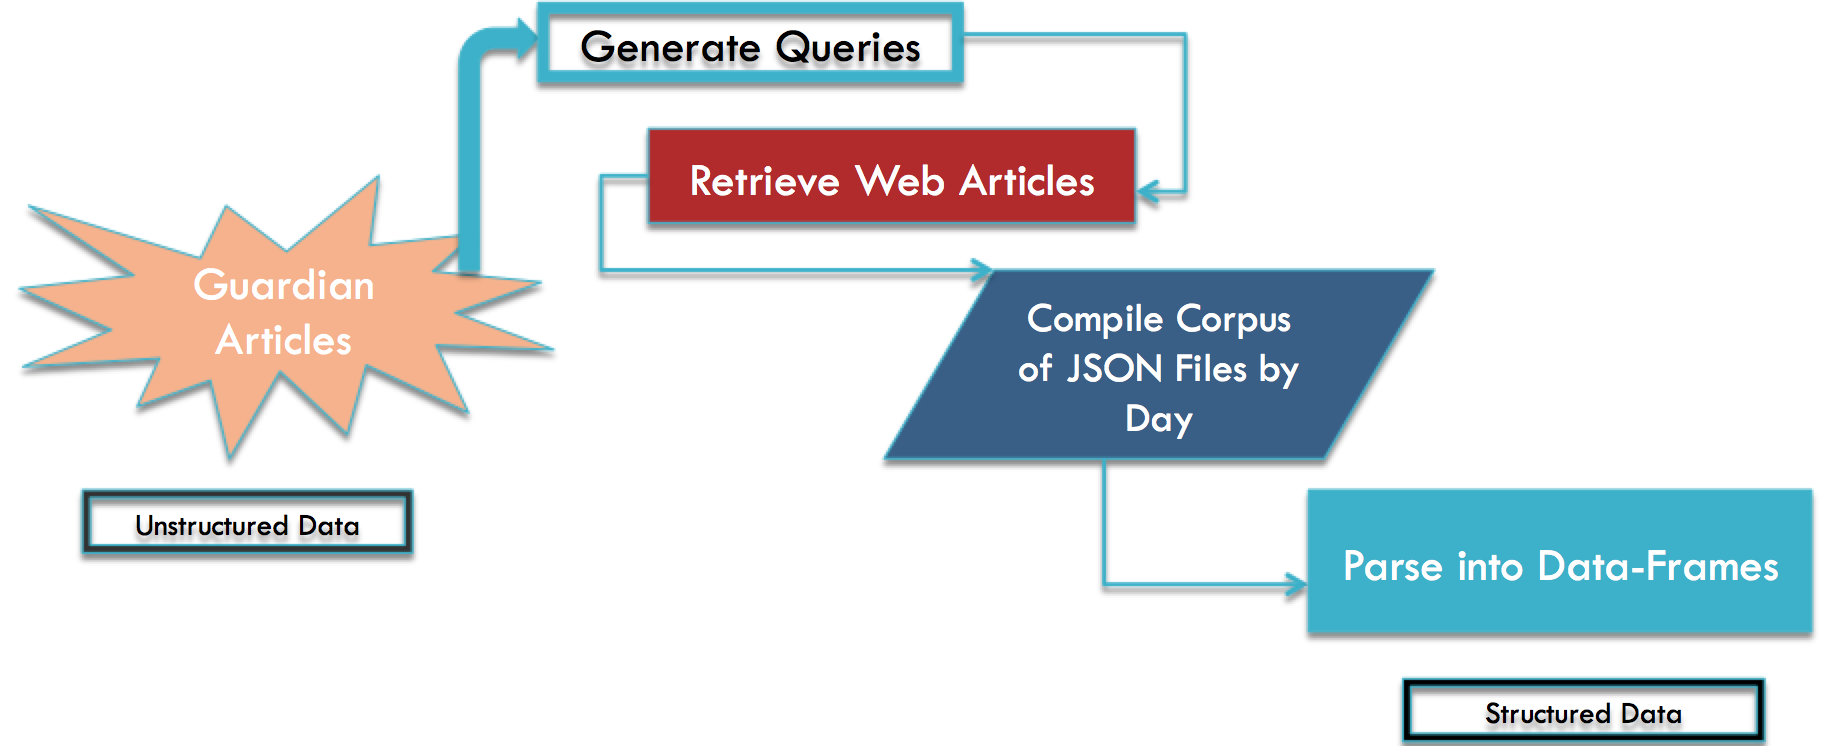 Generate Queries
Retrieve Web Articles
Guardian
Articles
Compile Corpus
of JSON Files by
Day
Unstructured Data
Parse into Data-Frames
Structured Data